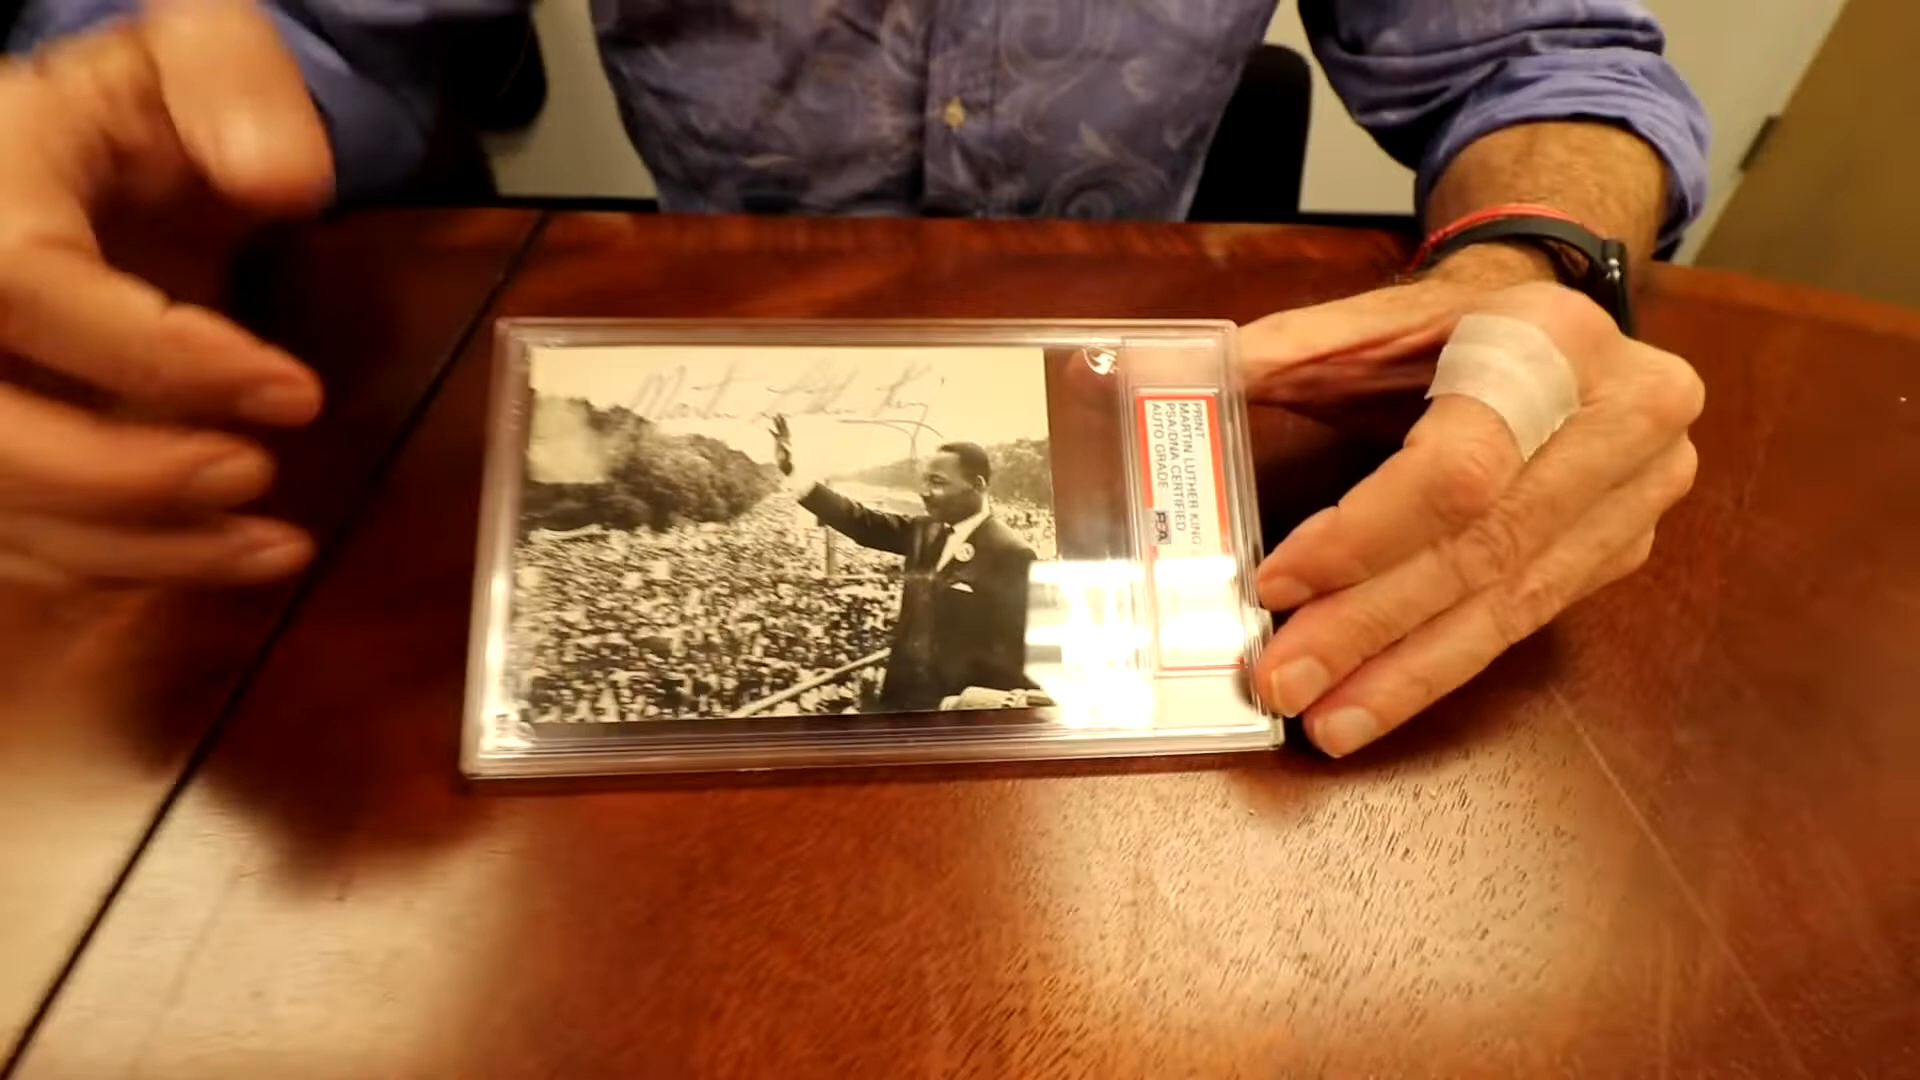 Martin Luther King
PRINT
MARTIN LUTHER KING
PSA/DNA CERTIFIED
AUTO GRADE
PSA